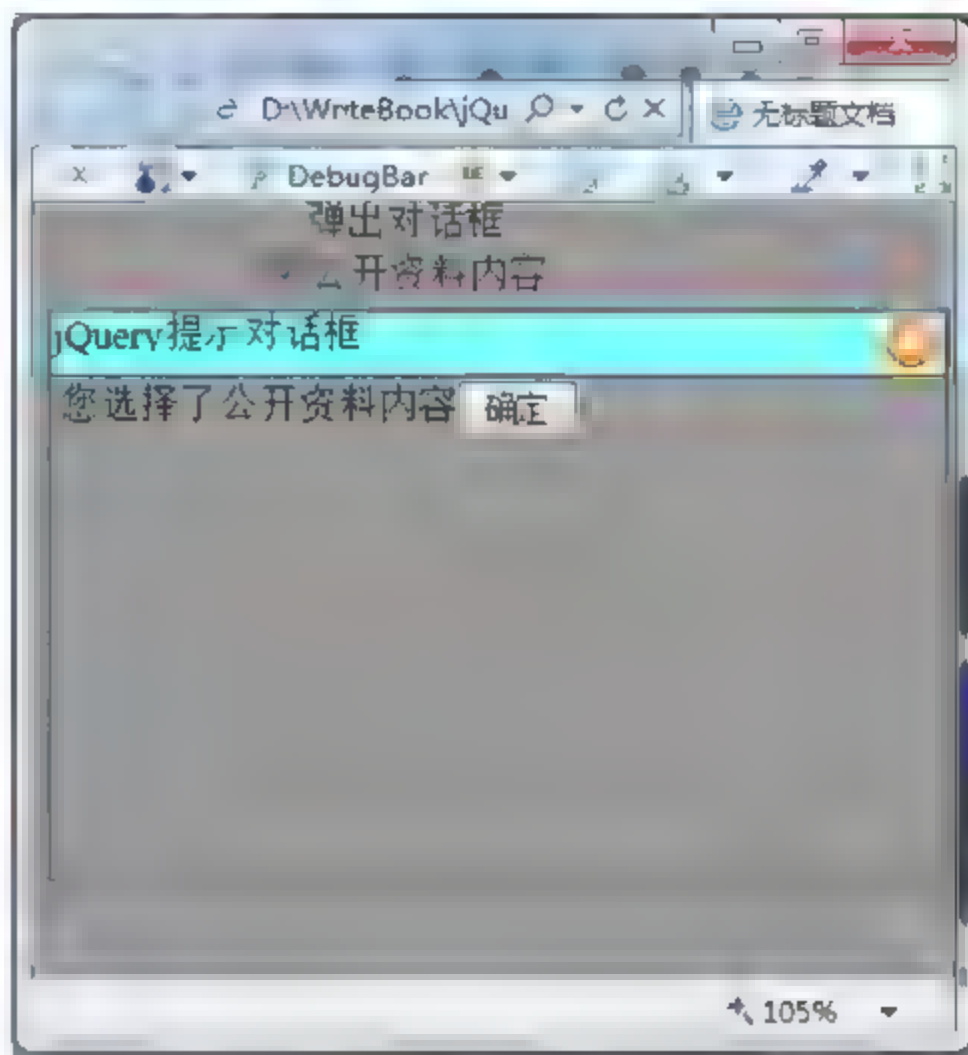 D:\WriteBook\jQu
无标题文档
DebugBar
弹出对话框
公开资料内容
jQuery提示对话框
您选择了公开资料内容 确定
105%